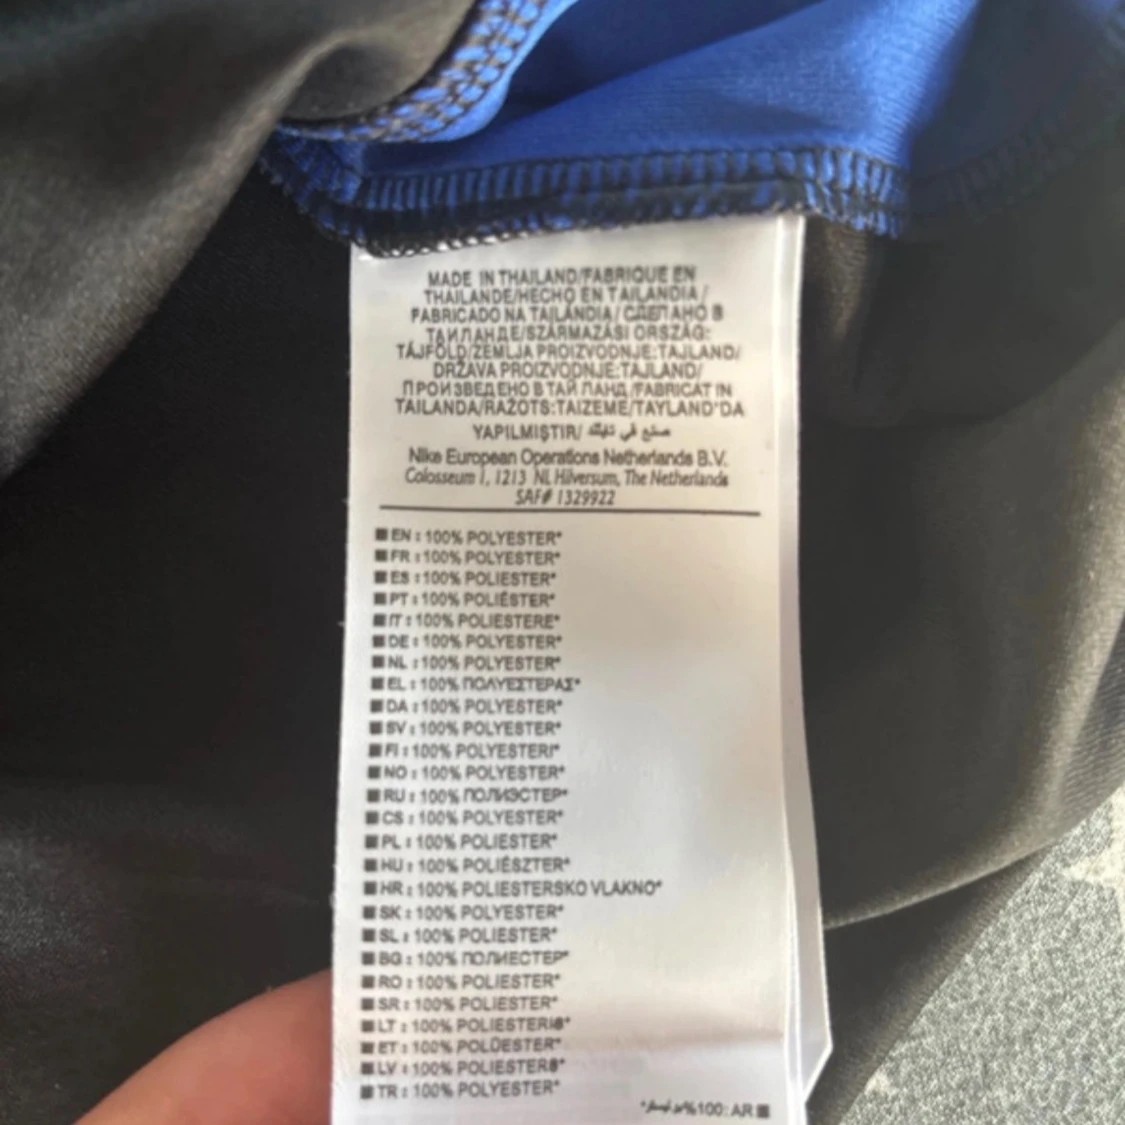 MADE IN THAILAND/FABRIQUE EN
THAILANDE/HECHO EN TAILANDIA/
FABRICADO NA TAILÂNDIA/СДЕЛАНО В
ТАИЛАНДЕ/SZÁRMAZÁSI ORSZÁG:
TÁJFÖLD/ZEMLJA PROIZVODNJE:TAJLAND/
DRŽAVA PROIZVODNJE:TAJLAND/
ПРОИЗВЕДЕНО В ТАЙЛАНД/FABRICAT IN
TAILANDA/RAŽOTS:TAIZEME/TAYLAND'DA
YAPILMIŞTIR/ صنع في تايلند
Nike European Operations Netherlands B.V.
Colosseum 1, 1213 NL Hilversum, The Netherlands
SAF# 1329922
EN : 100% POLYESTER*
FR : 100% POLYESTER*
ES : 100% POLIESTER*
PT : 100% POLIÉSTER*
IT : 100% POLIESTERE*
DE : 100% POLYESTER*
NL : 100% POLYESTER*
EL : 100% ΠΟΛΥΕΣΤΕΡΑΣ*
DA : 100% POLYESTER*
SV : 100% POLYESTER*
FI : 100% POLYESTERI*
NO : 100% POLYESTER*
RU : 100% ПОЛИЭСТЕР*
CS : 100% POLYESTER*
PL : 100% POLIESTER*
HU : 100% POLIÉSZTER*
HR : 100% POLIESTERSKO VLAKNO*
SK : 100% POLYESTER*
SL : 100% POLIESTER*
BG : 100% ПОЛИЕСТЕР*
RO : 100% POLIESTER*
SR : 100% POLIESTER*
LT : 100% POLIESTERIS*
ET : 100% POLÜESTER*
LV : 100% POLIESTERS*
TR : 100% POLYESTER*
%100: AR